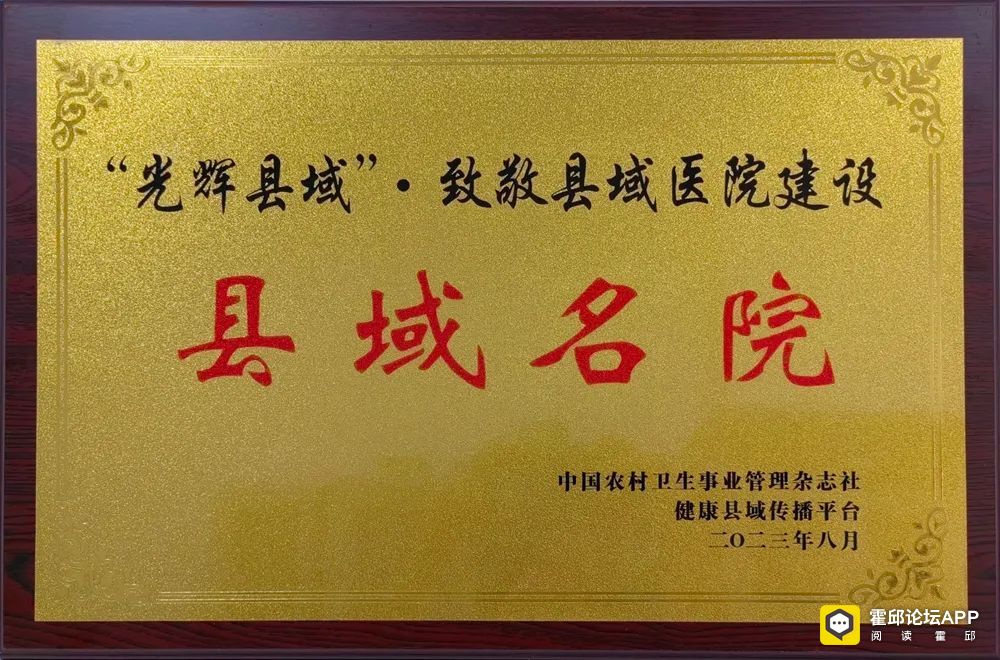 “光辉县域”·致敬县域医院建设
县域名院
中国农村卫生事业管理杂志社
健康县域传播平台
二〇二三年八月
霍邱论坛APP
阅读霍邱